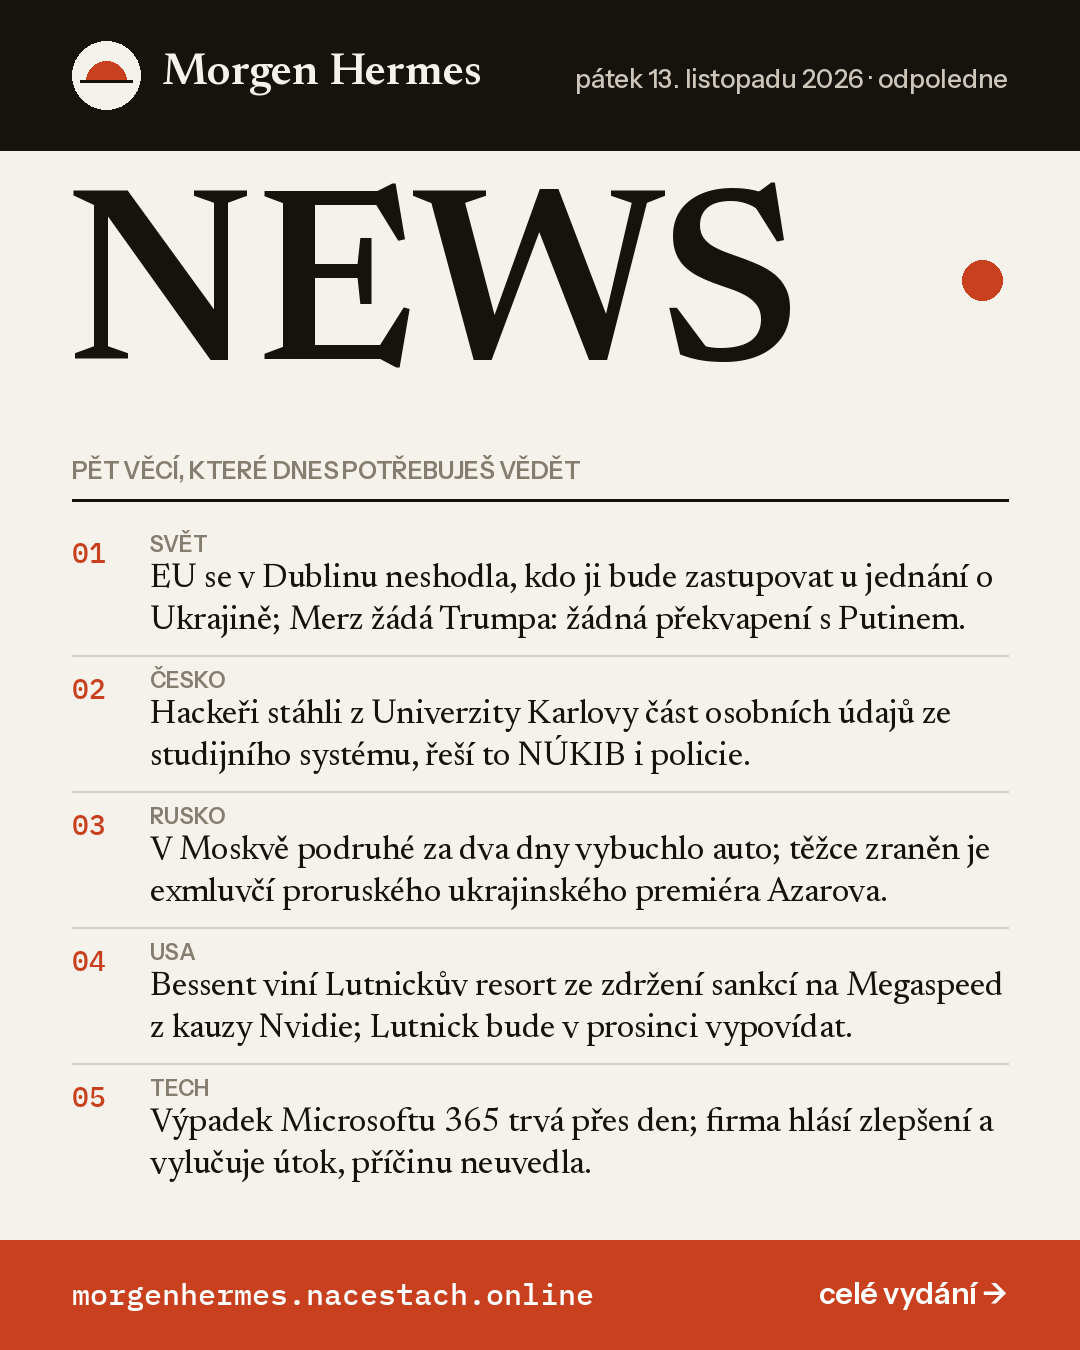 Morgen Hermes
pátek 13. listopadu 2026 · odpoledne
NEWS
PĚT VĚCÍ, KTERÉ DNES POTŘEBUJEŠ VĚDĚT
01
SVĚT
EU se v Dublinu neshodla, kdo ji bude zastupovat u jednání o
Ukrajině; Merz žádá Trumpa: žádná překvapení s Putinem.
02
ČESKO
Hackeři stáhli z Univerzity Karlovy část osobních údajů ze
studijního systému, řeší to NÚKIB i policie.
03
RUSKO
V Moskvě podruhé za dva dny vybuchlo auto; těžce zraněn je
exmluvčí proruského ukrajinského premiéra Azarova.
04
USA
Bessent viní Lutnickův resort ze zdržení sankcí na Megaspeed
z kauzy Nvidie; Lutnick bude v prosinci vypovídat.
05
TECH
Výpadek Microsoftu 365 trvá přes den; firma hlásí zlepšení a
vylučuje útok, příčinu neuvedla.
morgenhermes.nacestach.online
celé vydání →